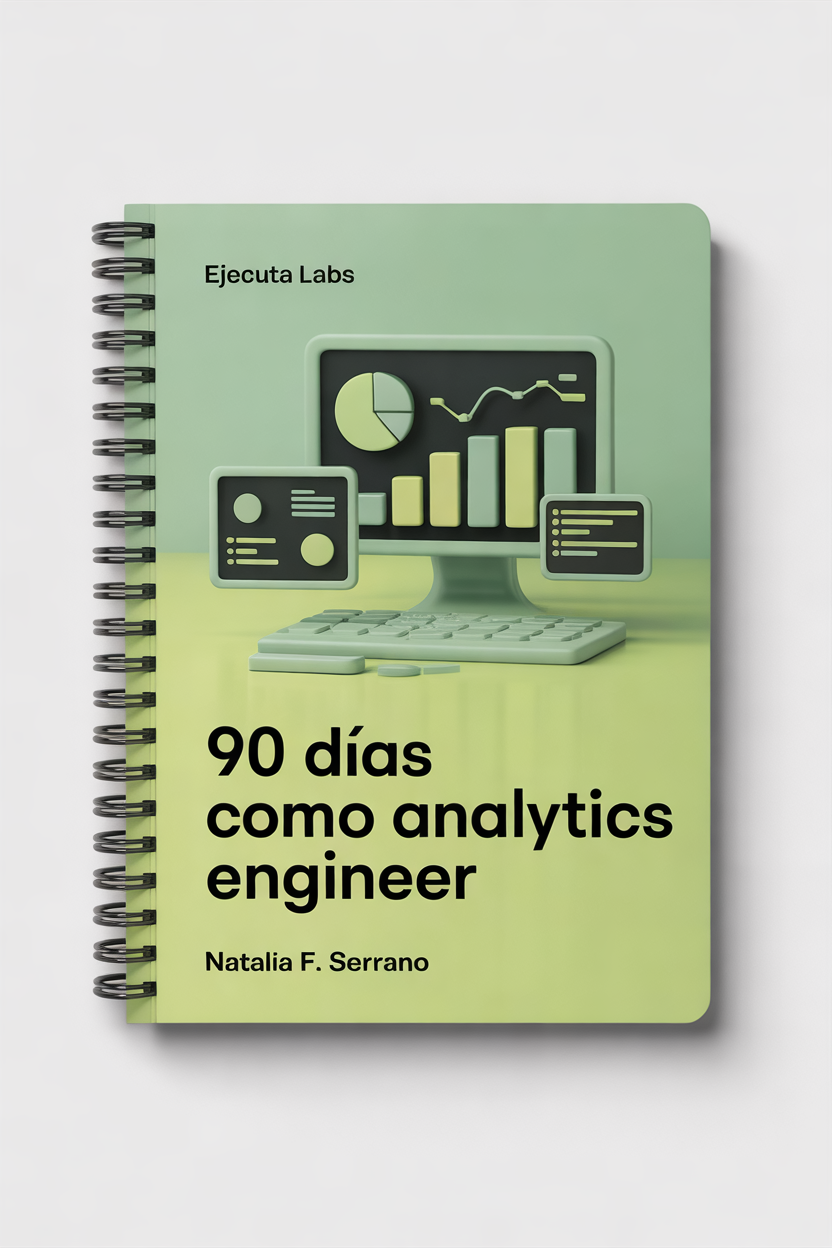 Ejecuta Labs
90 días
como analytics
engineer
Natalia F. Serrano